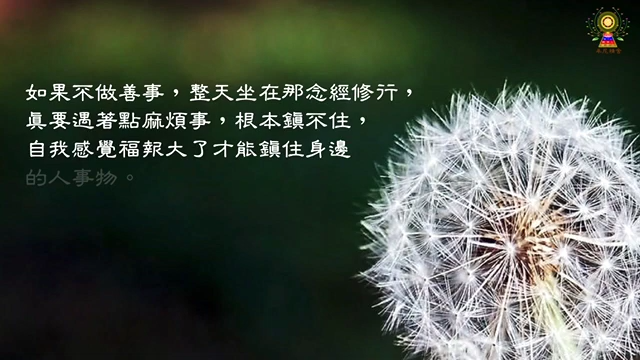 如果不做善事，整天坐在那念經修行，
真要遇著點麻煩事，根本鎮不住，
自我感覺福報大了才能鎮住身邊
的人事物。